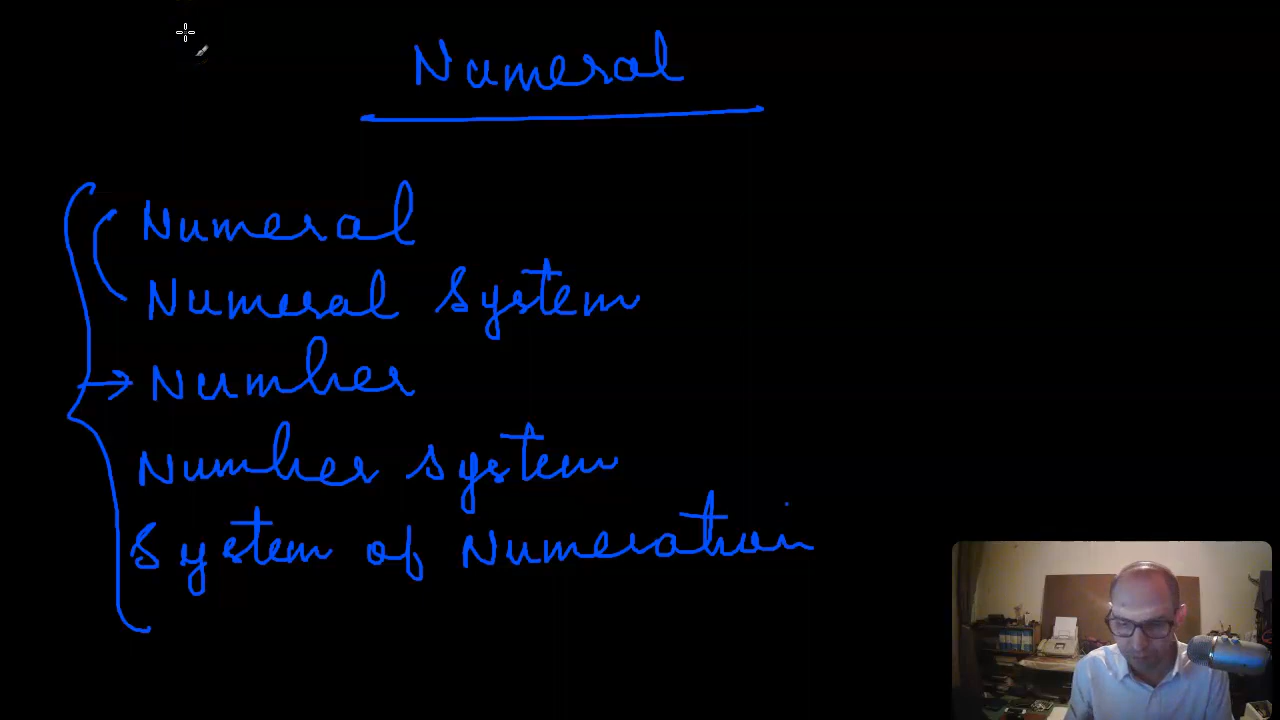 Numeral
Numeral
Numeral System
Number
Number system
System of Numeration